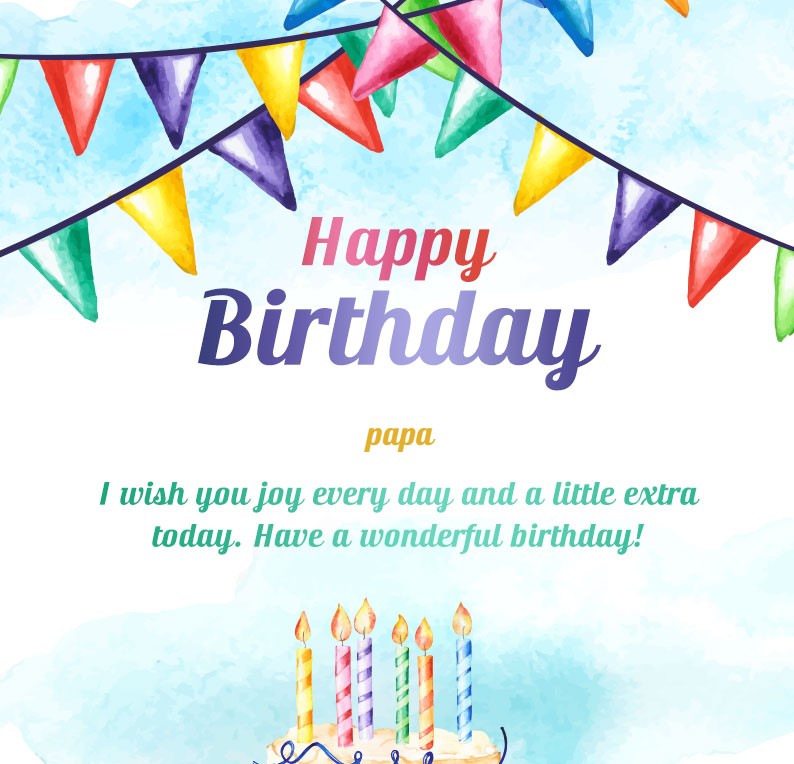 Happy
Birthday
papa
I wish you joy every day and a little extra
today. Have a wonderful birthday!